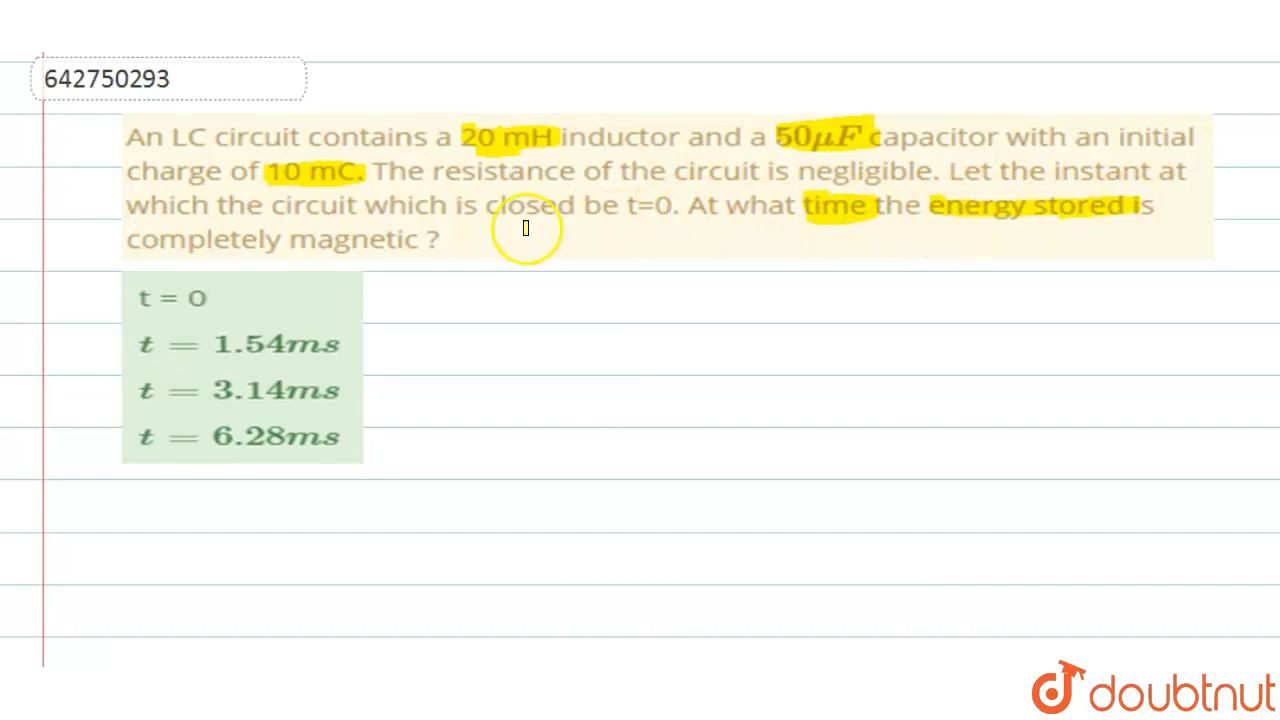 642750293
An LC circuit contains a 20 mH inductor and a 50μF capacitor with an initial
charge of 10 mC. The resistance of the circuit is negligible. Let the instant at
which the circuit which is closed be t=0. At what time the energy stored is
completely magnetic ?
t = 0
t = 1.54ms
t = 3.14ms
t = 6.28ms
doubtnut